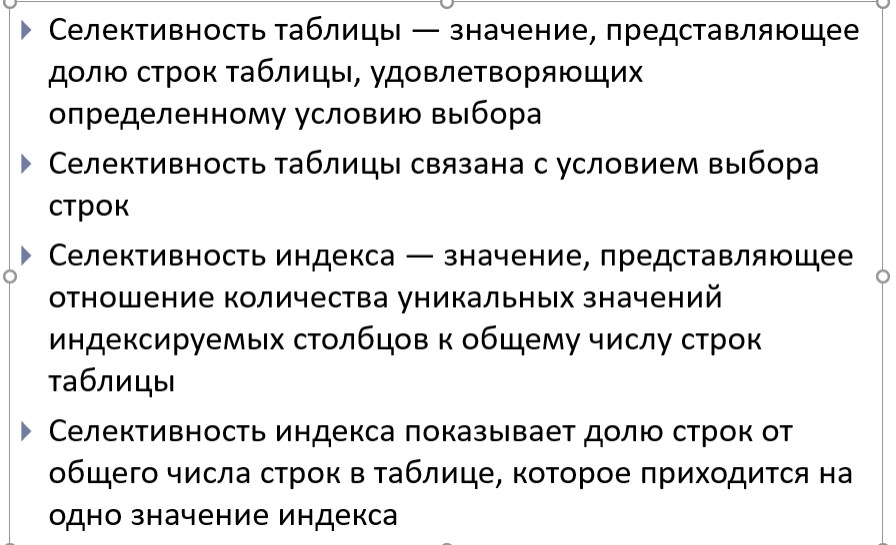 Селективность таблицы — значение, представляющее
долю строк таблицы, удовлетворяющих
определенному условию выбора
Селективность таблицы связана с условием выбора
строк
Селективность индекса — значение, представляющее
отношение количества уникальных значений
индексируемых столбцов к общему числу строк
таблицы
Селективность индекса показывает долю строк от
общего числа строк в таблице, которое приходится на
одно значение индекса